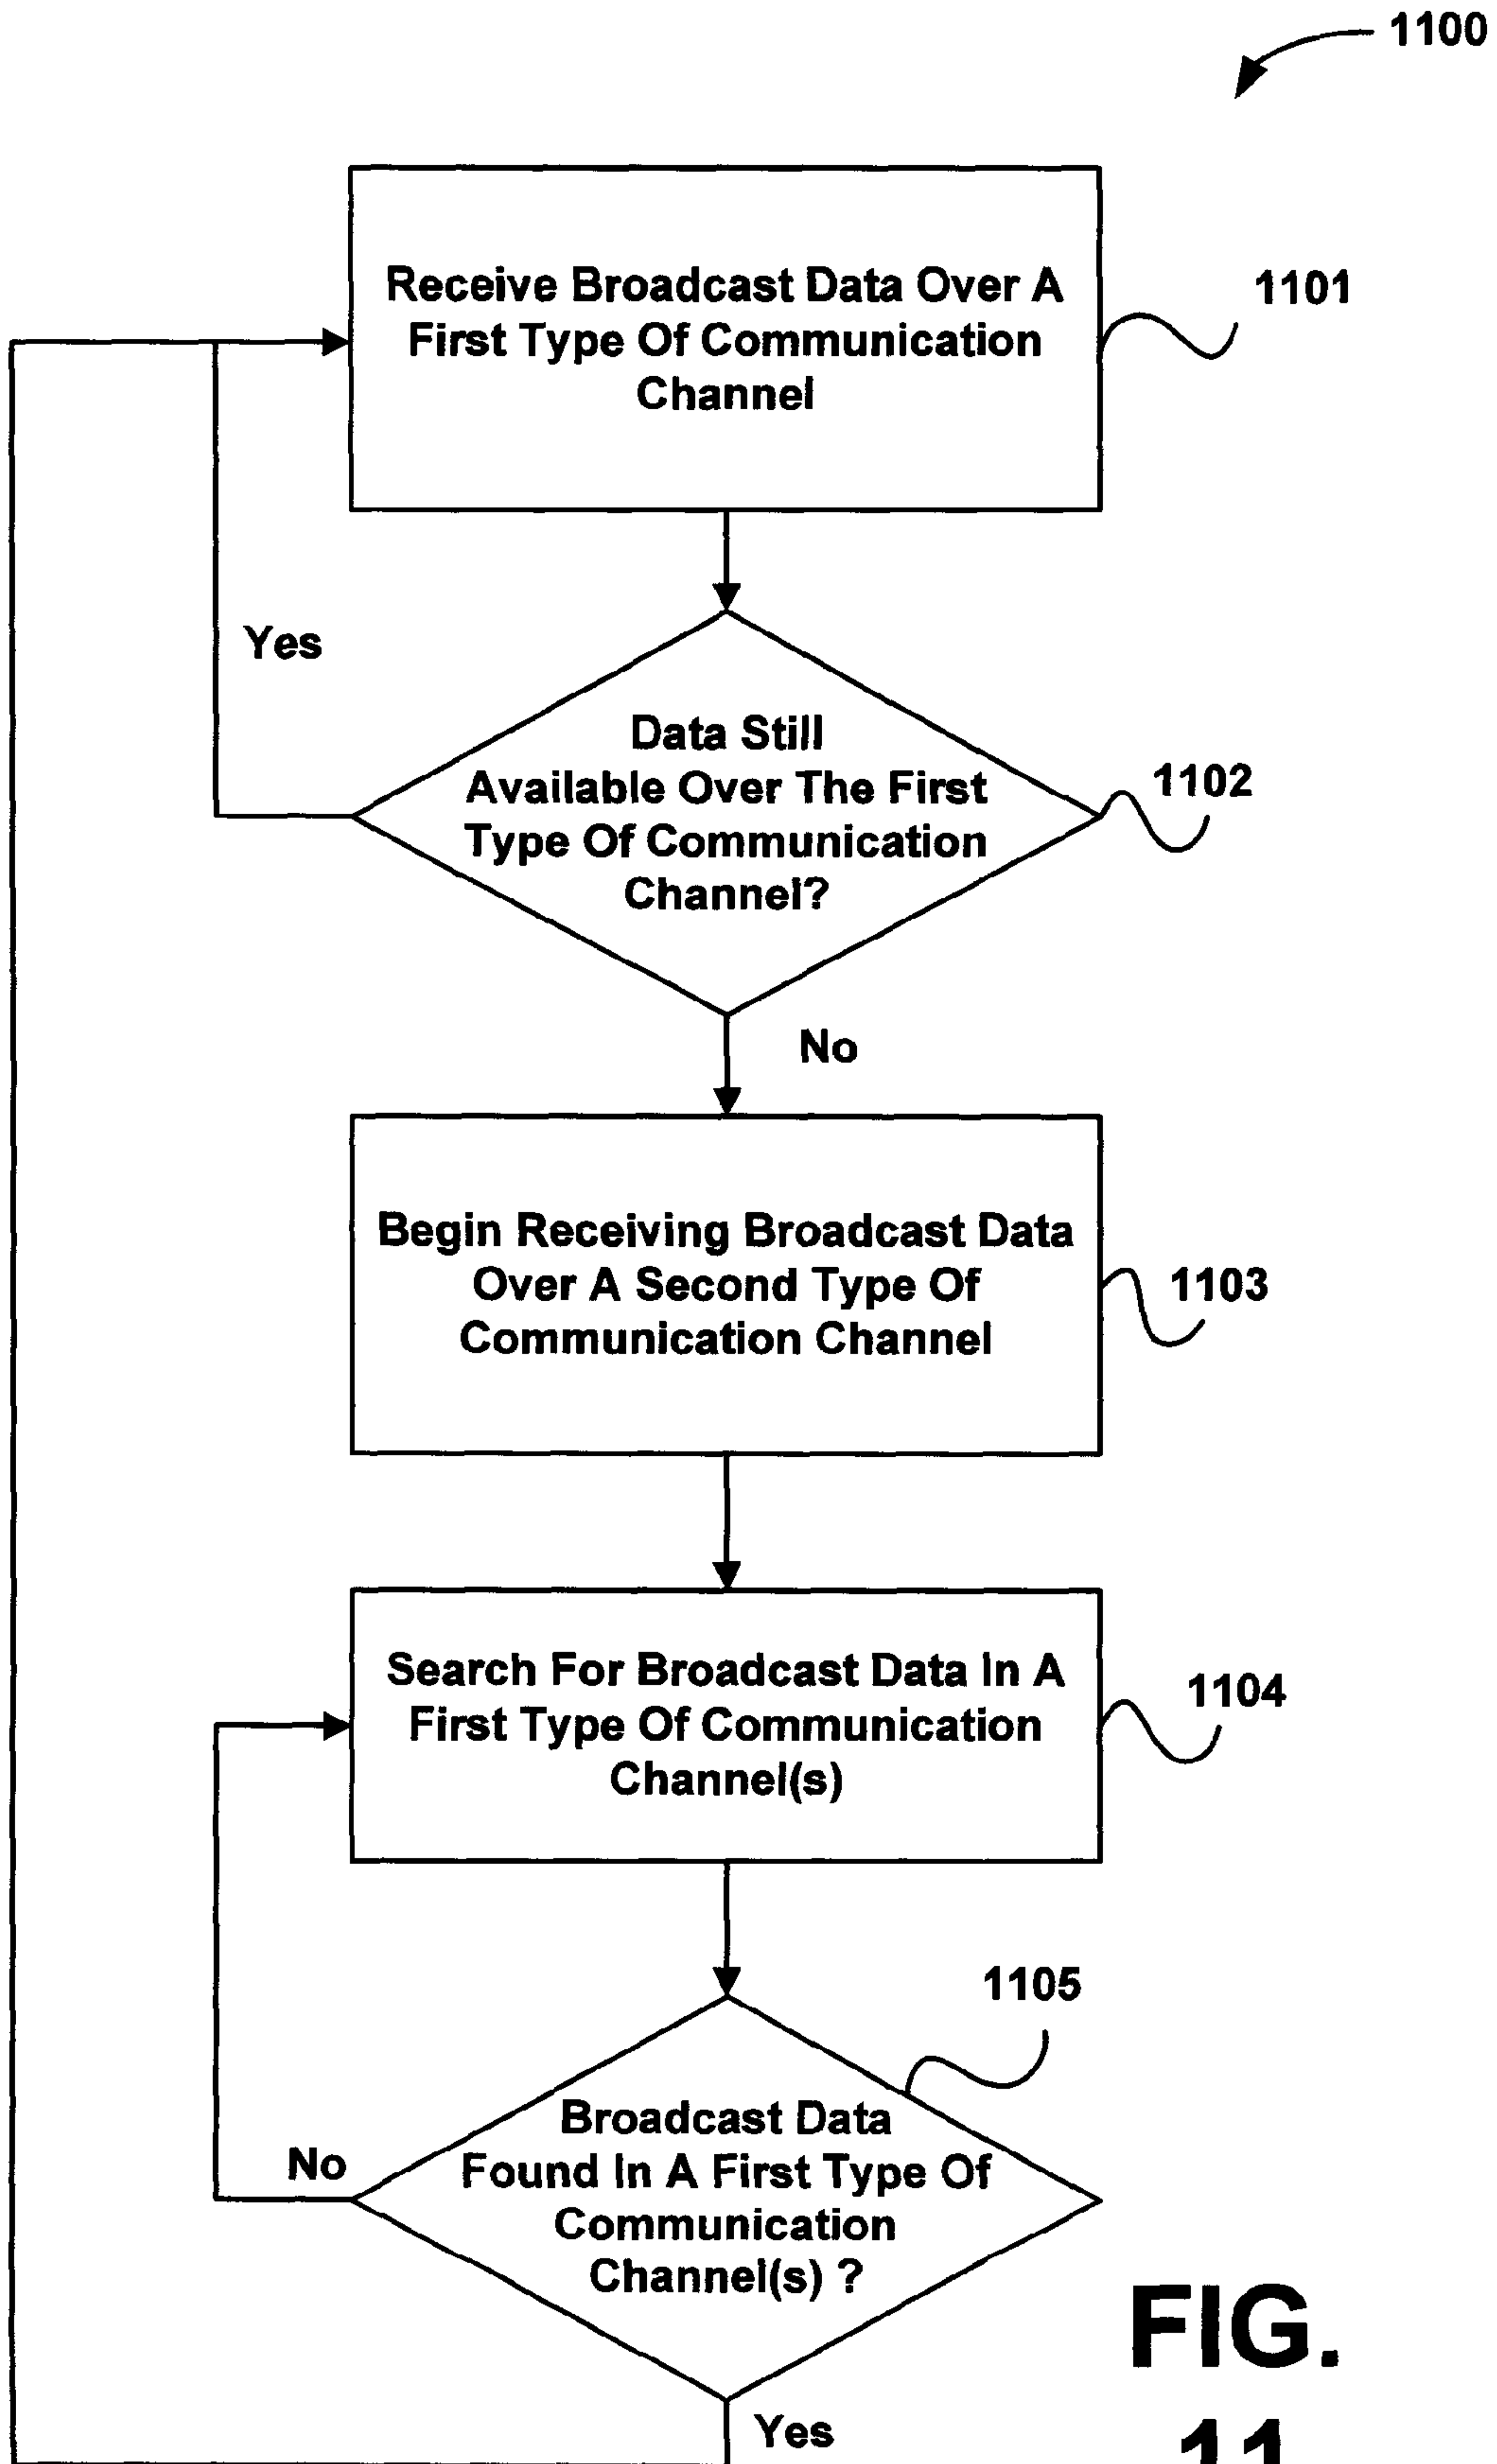 1100
Receive Broadcast Data Over A
First Type Of Communication
Channel
1101
Yes
Data Still
Available Over The First
Type Of Communication
Channel?
1102
No
Begin Receiving Broadcast Data
Over A Second Type Of
Communication Channel
1103
Search For Broadcast Data In A
First Type Of Communication
Channel(s)
1104
1105
Broadcast Data
Found In A First Type Of
Communication
Channel(s) ?
No
Yes
FIG.
11